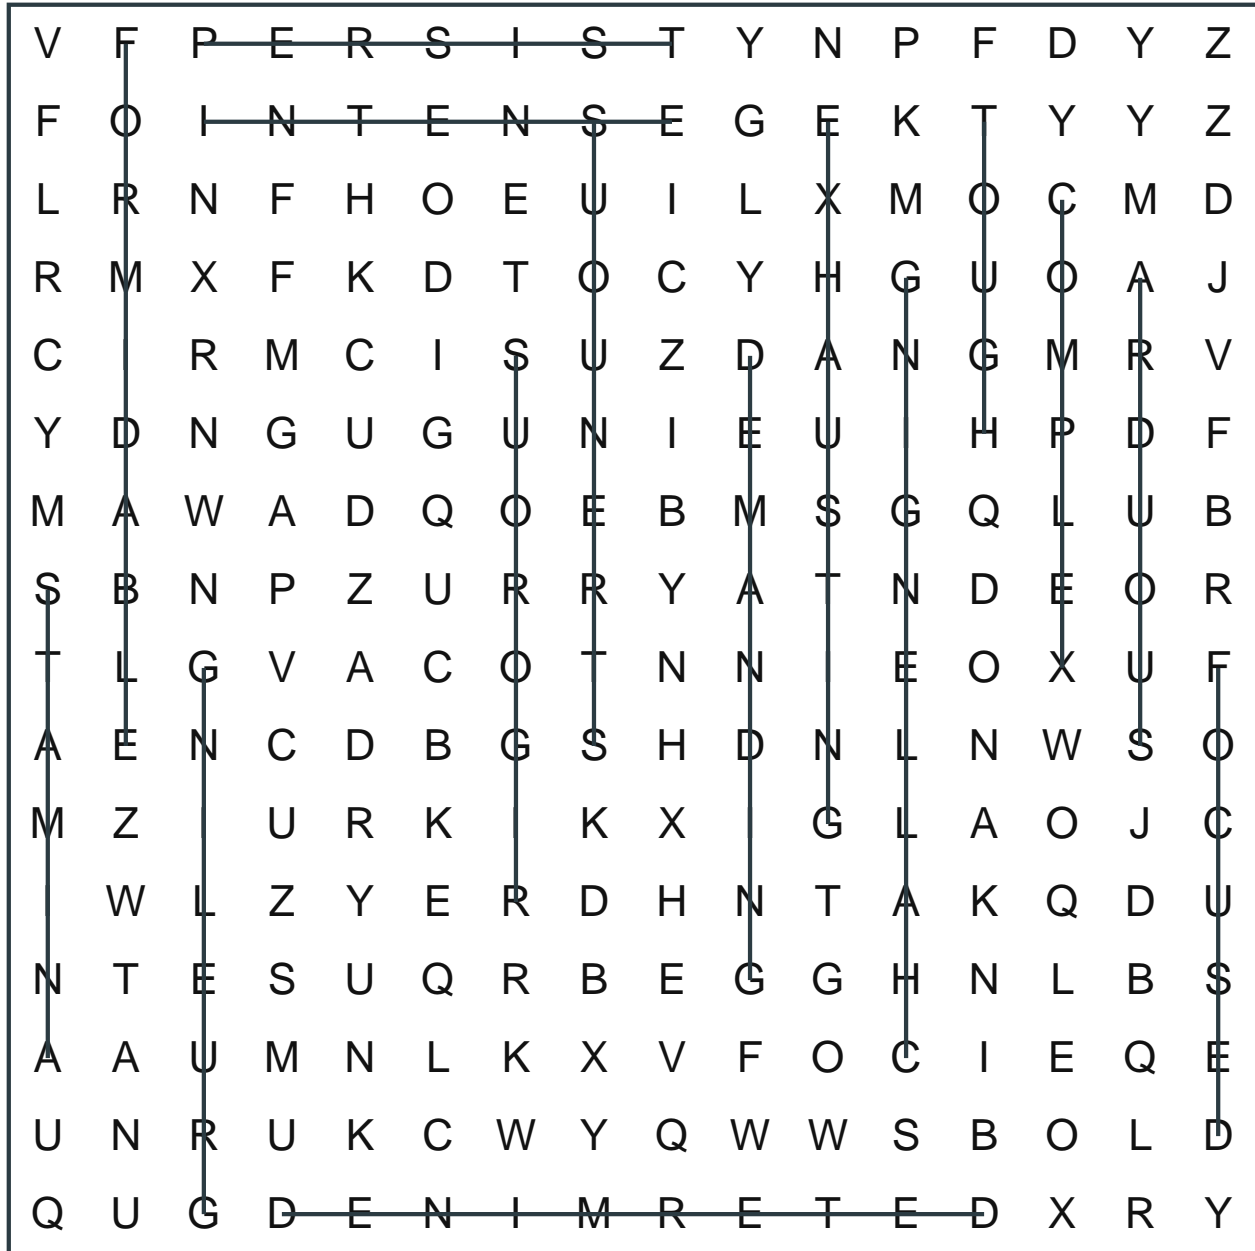 V F P E R S I S T Y N P F D Y Z
F O I N T E N S E G E K T Y Y Z
L R N F H O E U I L X M O C M D
R M X F K D T O C Y H G U O A J
C I R M C I S U Z D A N G M R V
Y D N G U G U N I E U I H P D F
M A W A D Q O E B M S G Q L U B
S B N P Z U R R Y A T N D E O R
T L G V A C O T N N I E O X U F
A E N C D B G S H D N L N W S O
M Z I U R K I K X I G L A O J C
I W L Z Y E R D H N T A K Q D U
N T E S U Q R B E G G H N L B S
A A U M N L K X V F O C I E Q E
U N R U K C W Y Q W W S B O L D
Q U G D E N I M R E T E D X R Y